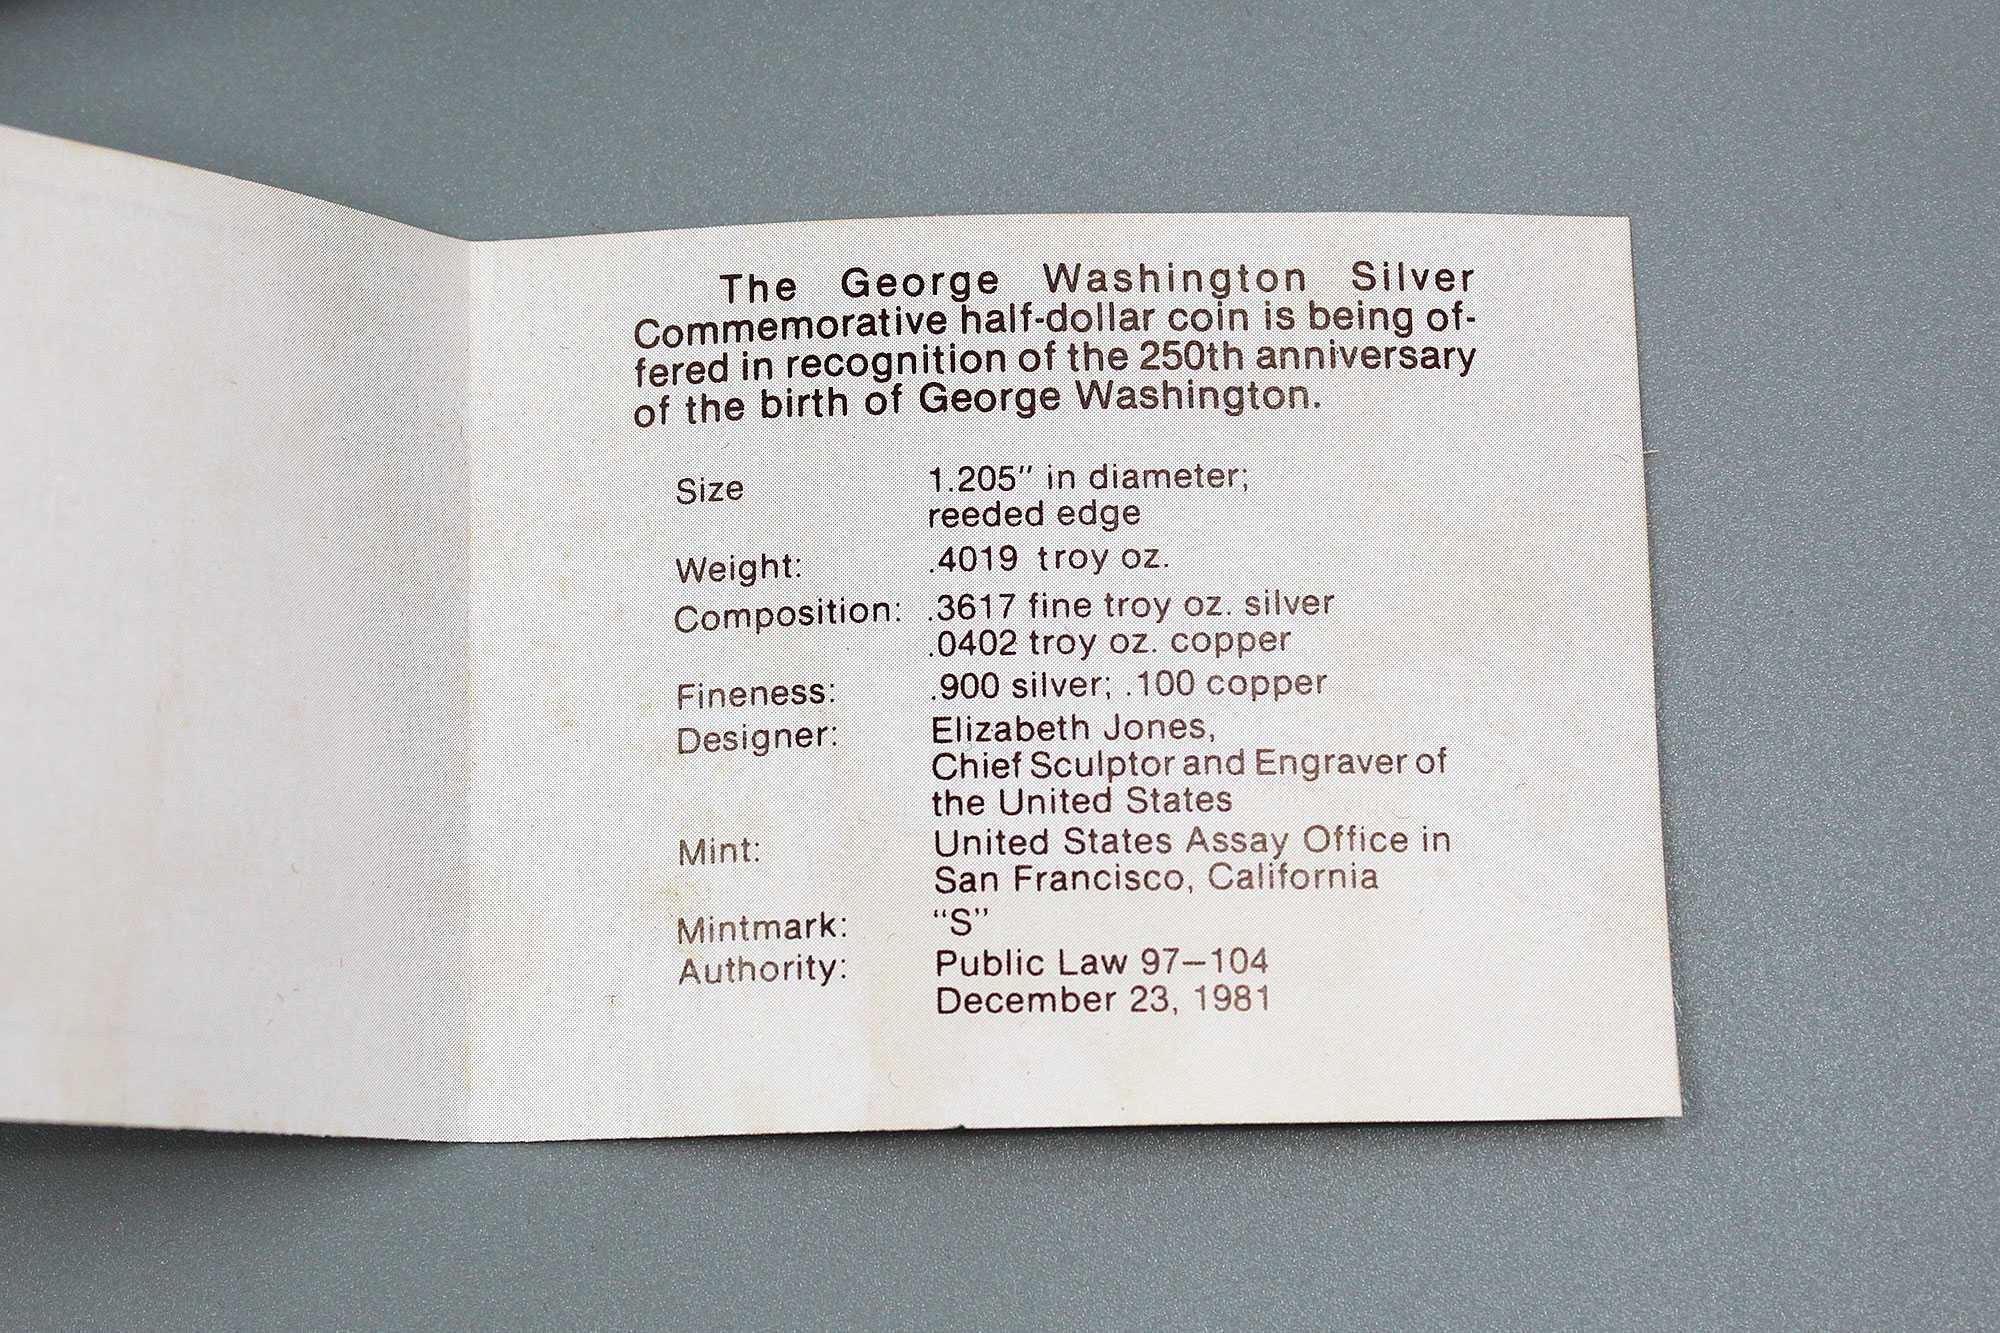 The George Washington Silver
Commemorative half-dollar coin is being of-
fered in recognition of the 250th anniversary
of the birth of George Washington.
Size 1.205" in diameter;
reeded edge
Weight: .4019 troy oz.
Composition: .3617 fine troy oz. silver
.0402 troy oz. copper
Fineness: .900 silver; .100 copper
Designer: Elizabeth Jones,
Chief Sculptor and Engraver of
the United States
Mint: United States Assay Office in
San Francisco, California
Mintmark: "S"
Authority: Public Law 97–104
December 23, 1981